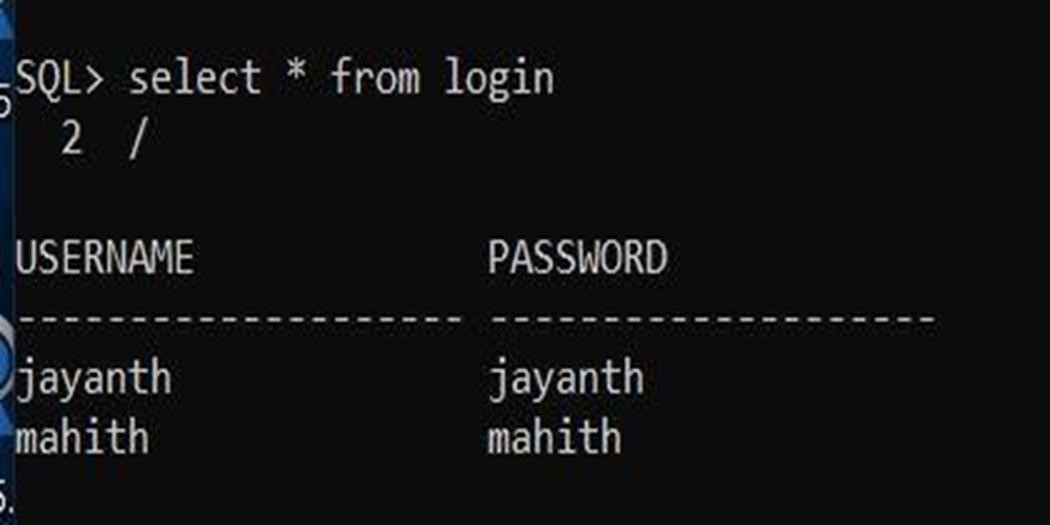 SQL> select * from login
  2  /
USERNAME             PASSWORD
-------------------- --------------------
jayanth              jayanth
mahith               mahith